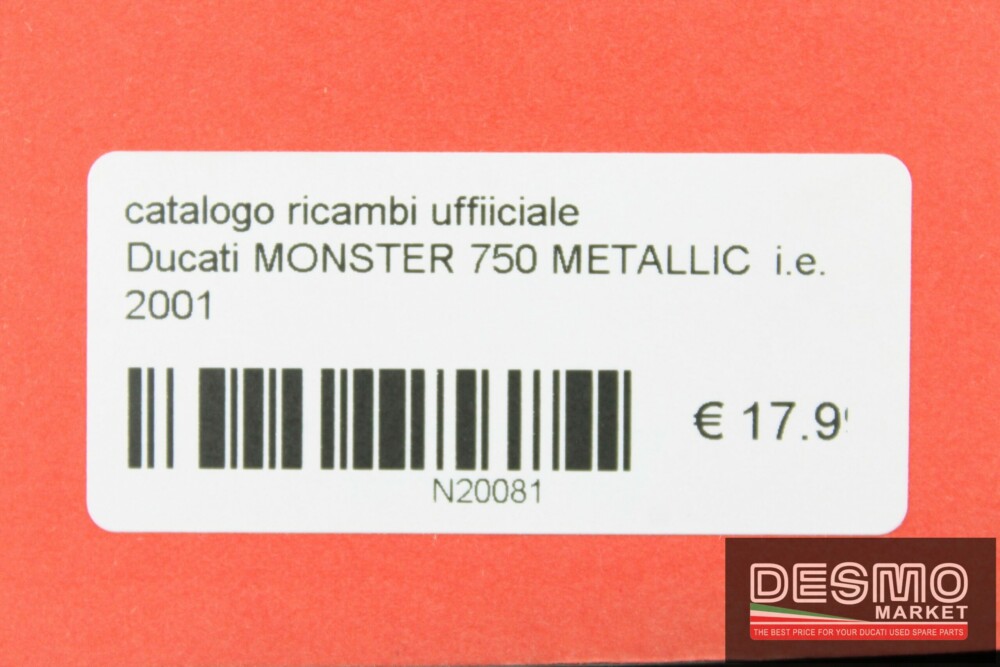 catalogo ricambi uffiiciale
Ducati MONSTER 750 METALLIC i.e.
2001
€ 17.9
N20081
DESMO
MARKET
THE BEST PRICE FOR YOUR DUCATI USED SPARE PARTS